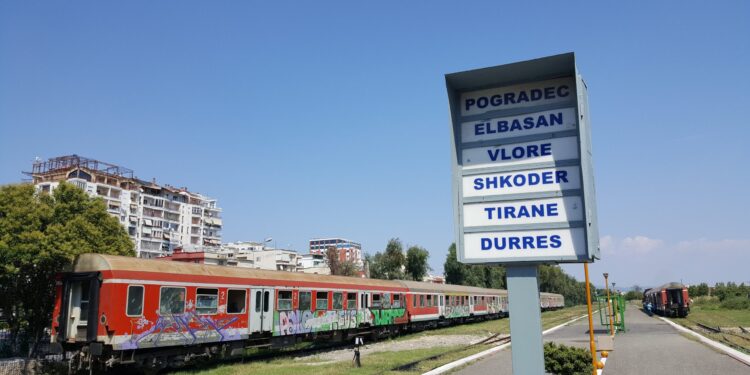 POGRADEC
ELBASAN
VLORE
SHKODER
TIRANE
DURRES